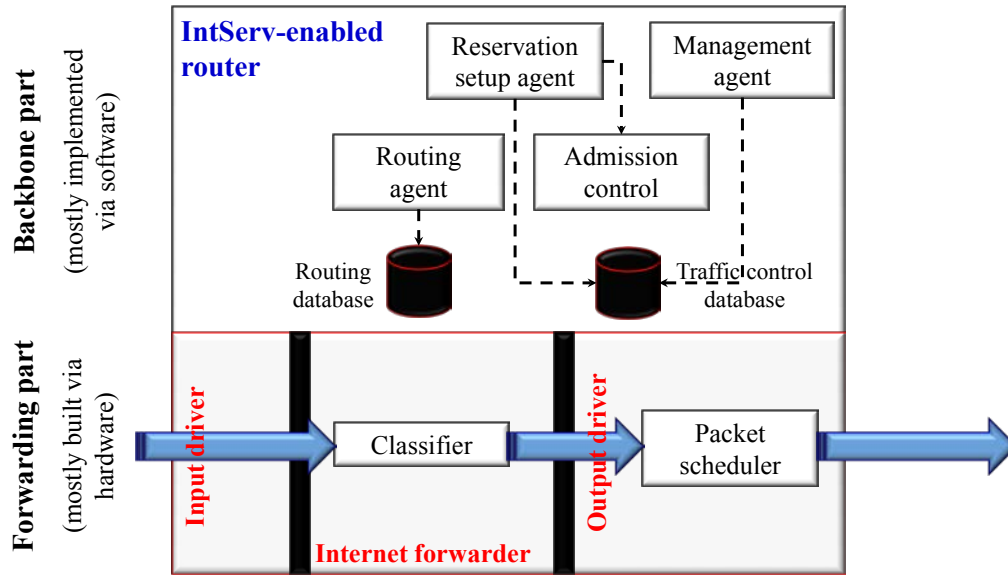 IntServ-enabled
router
Reservation
setup agent
Management
agent
Routing
agent
Admission
control
Routing
database
Traffic control
database
Backbone part
(mostly implemented
via software)
Forwarding part
(mostly built via
hardware)
Input driver
Classifier
Internet forwarder
Output driver
Packet
scheduler